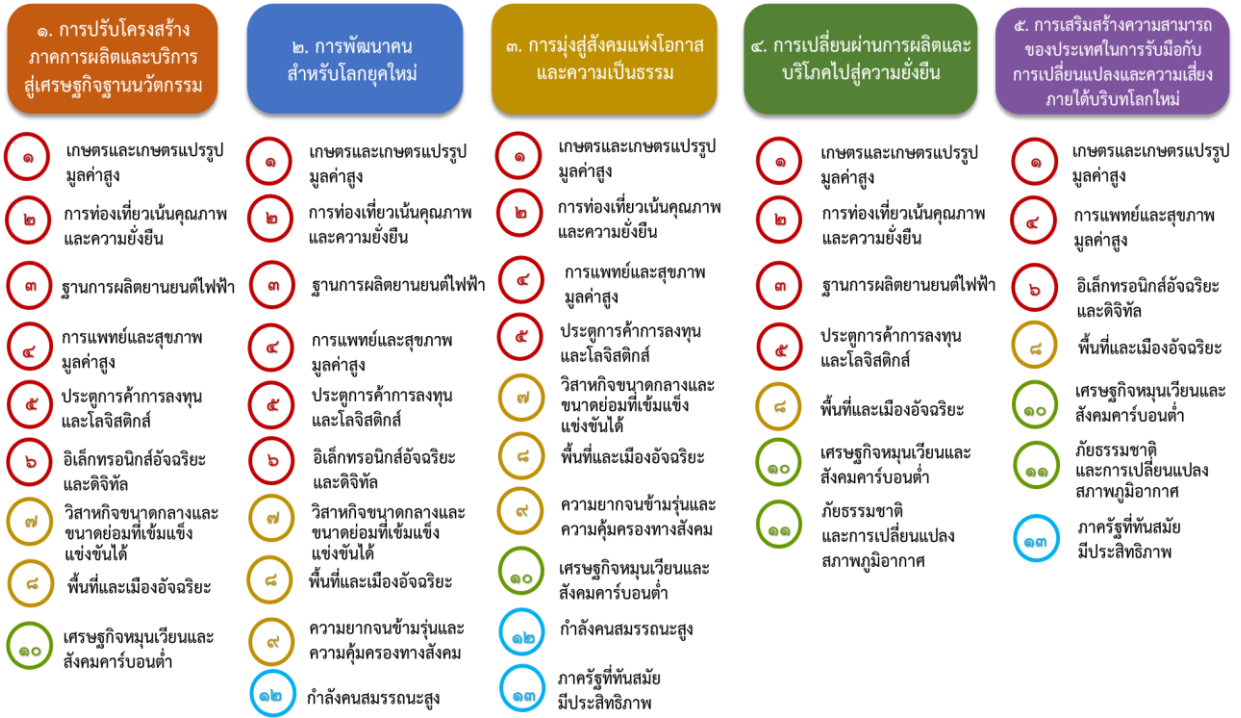 ๑. การปรับโครงสร้าง
ภาคการผลิตและบริการ
สู่เศรษฐกิจฐานนวัตกรรม
๑
เกษตรและเกษตรแปรรูป
มูลค่าสูง
๒
การท่องเที่ยวเน้นคุณภาพ
และความยั่งยืน
๓
ฐานการผลิตยานยนต์ไฟฟ้า
๔
การแพทย์และสุขภาพ
มูลค่าสูง
๕
ประตูการค้าการลงทุน
และโลจิสติกส์
๖
อิเล็กทรอนิกส์อัจฉริยะ
และดิจิทัล
๗
วิสาหกิจขนาดกลางและ
ขนาดย่อมที่เข้มแข็ง
แข่งขันได้
๘
พื้นที่และเมืองอัจฉริยะ
๑๐
เศรษฐกิจหมุนเวียนและ
สังคมคาร์บอนต่ำ
๒. การพัฒนาคน
สำหรับโลกยุคใหม่
๑
เกษตรและเกษตรแปรรูป
มูลค่าสูง
๒
การท่องเที่ยวเน้นคุณภาพ
และความยั่งยืน
๓
ฐานการผลิตยานยนต์ไฟฟ้า
๔
การแพทย์และสุขภาพ
มูลค่าสูง
๕
ประตูการค้าการลงทุน
และโลจิสติกส์
๖
อิเล็กทรอนิกส์อัจฉริยะ
และดิจิทัล
๗
วิสาหกิจขนาดกลางและ
ขนาดย่อมที่เข้มแข็ง
แข่งขันได้
๘
พื้นที่และเมืองอัจฉริยะ
๙
ความยากจนข้ามรุ่นและ
ความคุ้มครองทางสังคม
๑๒
กำลังคนสมรรถนะสูง
๓. การมุ่งสู่สังคมแห่งโอกาส
และความเป็นธรรม
๑
เกษตรและเกษตรแปรรูป
มูลค่าสูง
๒
การท่องเที่ยวเน้นคุณภาพ
และความยั่งยืน
๔
การแพทย์และสุขภาพ
มูลค่าสูง
๕
ประตูการค้าการลงทุน
และโลจิสติกส์
๗
วิสาหกิจขนาดกลางและ
ขนาดย่อมที่เข้มแข็ง
แข่งขันได้
๘
พื้นที่และเมืองอัจฉริยะ
๙
ความยากจนข้ามรุ่นและ
ความคุ้มครองทางสังคม
๑๐
เศรษฐกิจหมุนเวียนและ
สังคมคาร์บอนต่ำ
๑๒
กำลังคนสมรรถนะสูง
๑๓
ภาครัฐที่ทันสมัย
มีประสิทธิภาพ
๔. การเปลี่ยนผ่านการผลิตและ
บริโภคไปสู่ความยั่งยืน
๑
เกษตรและเกษตรแปรรูป
มูลค่าสูง
๒
การท่องเที่ยวเน้นคุณภาพ
และความยั่งยืน
๓
ฐานการผลิตยานยนต์ไฟฟ้า
๕
ประตูการค้าการลงทุน
และโลจิสติกส์
๘
พื้นที่และเมืองอัจฉริยะ
๑๐
เศรษฐกิจหมุนเวียนและ
สังคมคาร์บอนต่ำ
๑๑
ภัยธรรมชาติ
และการเปลี่ยนแปลง
สภาพภูมิอากาศ
๕. การเสริมสร้างความสามารถ
ของประเทศในการรับมือกับ
การเปลี่ยนแปลงและความเสี่ยง
ภายใต้บริบทโลกใหม่
๑
เกษตรและเกษตรแปรรูป
มูลค่าสูง
๔
การแพทย์และสุขภาพ
มูลค่าสูง
๖
อิเล็กทรอนิกส์อัจฉริยะ
และดิจิทัล
๘
พื้นที่และเมืองอัจฉริยะ
๑๐
เศรษฐกิจหมุนเวียนและ
สังคมคาร์บอนต่ำ
๑๑
ภัยธรรมชาติ
และการเปลี่ยนแปลง
สภาพภูมิอากาศ
๑๓
ภาครัฐที่ทันสมัย
มีประสิทธิภาพ